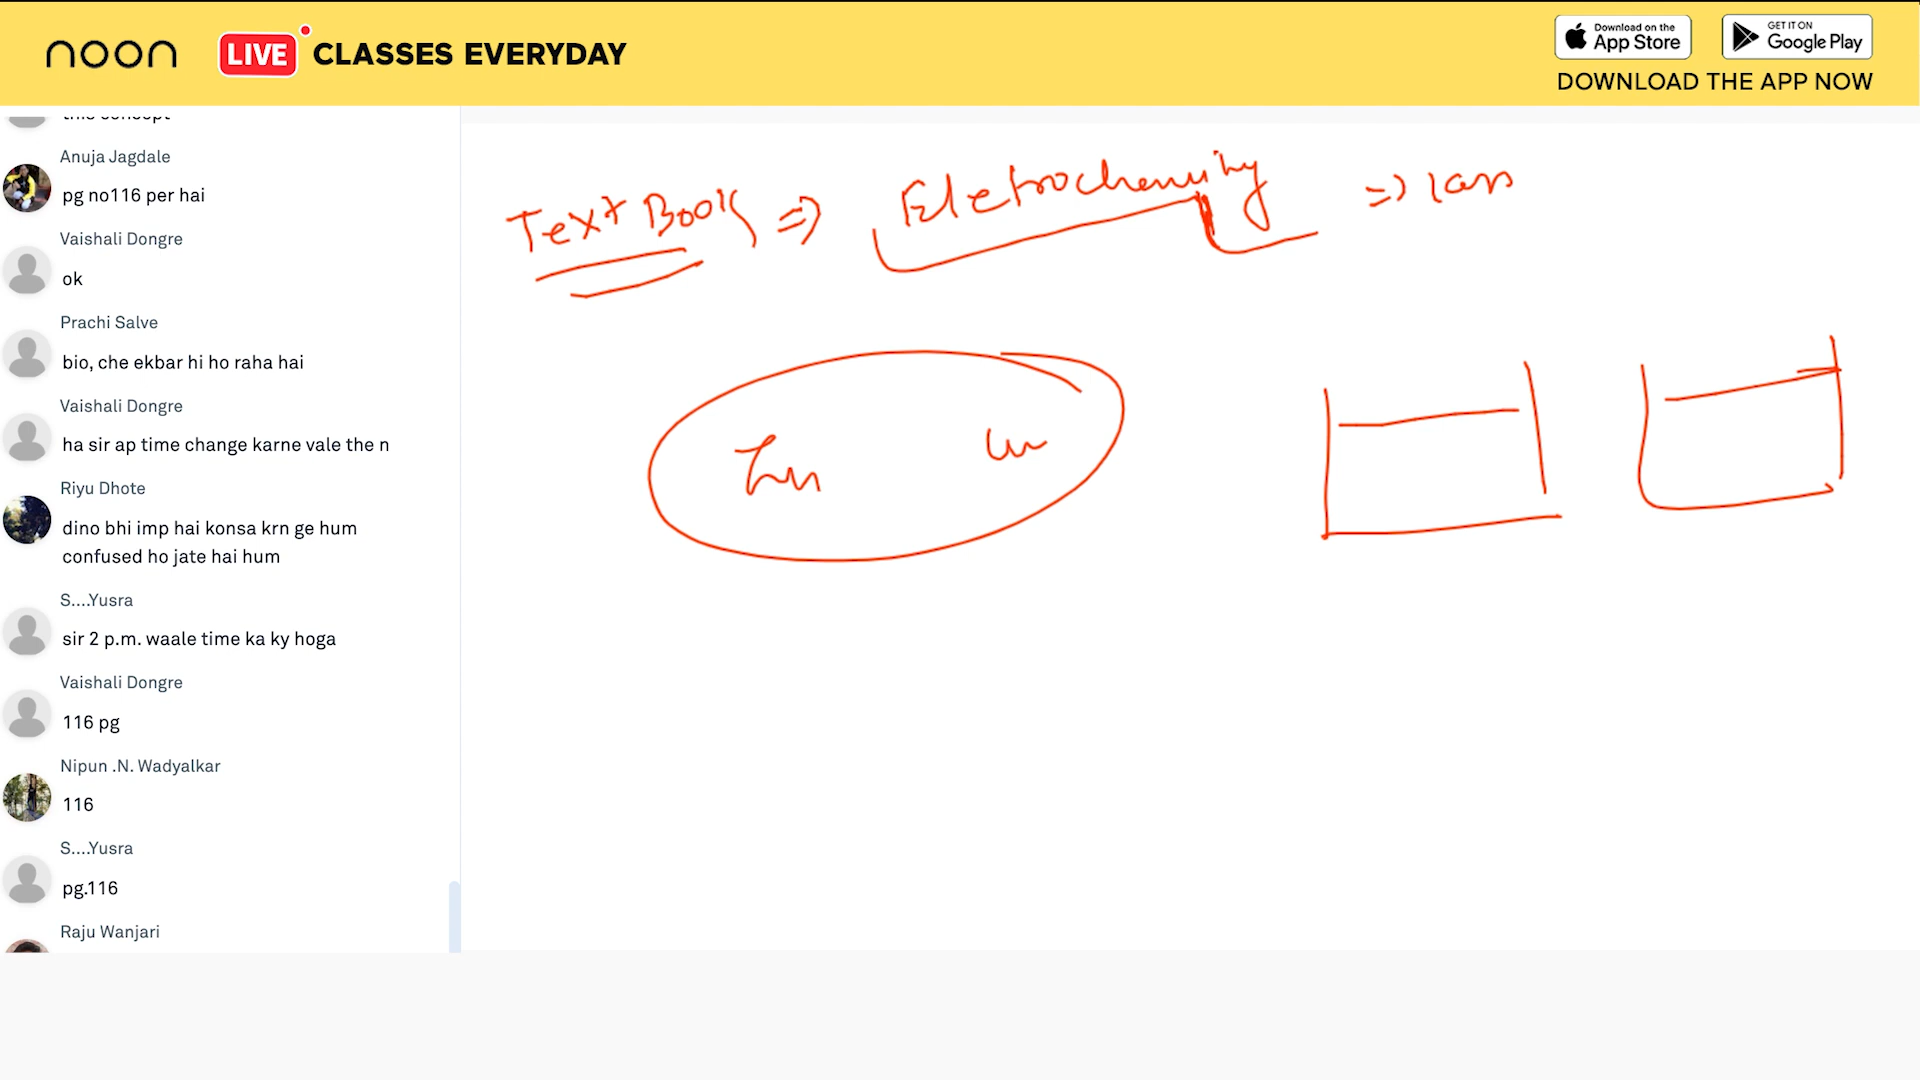 noon LIVE CLASSES EVERYDAY
Download on the App Store
GET IT ON Google Play
DOWNLOAD THE APP NOW
this concept
Anuja Jagdale
pg no116 per hai
Vaishali Dongre
ok
Prachi Salve
bio, che ekbar hi ho raha hai
Vaishali Dongre
ha sir ap time change karne vale the n
Riyu Dhote
dino bhi imp hai konsa krn ge hum
confused ho jate hai hum
S....Yusra
sir 2 p.m. waale time ka ky hoga
Vaishali Dongre
116 pg
Nipun .N. Wadyalkar
116
S....Yusra
pg.116
Raju Wanjari
Text Book => Eletrochemistry =>
Zn